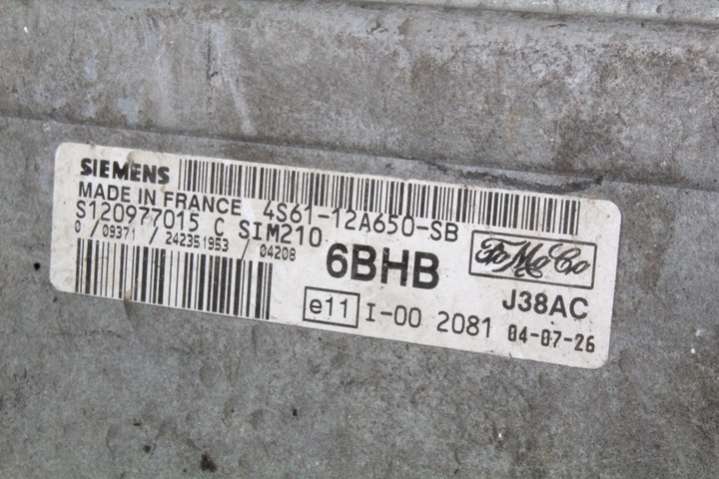 SIEMENS
MADE IN FRANCE 4S61-12A650-SB
S120977015 C SIM210
0 / 09371 / 242351953 / 04208
6BHB
FoMoCo
J38AC
e11 I-00 2081 04-07-26